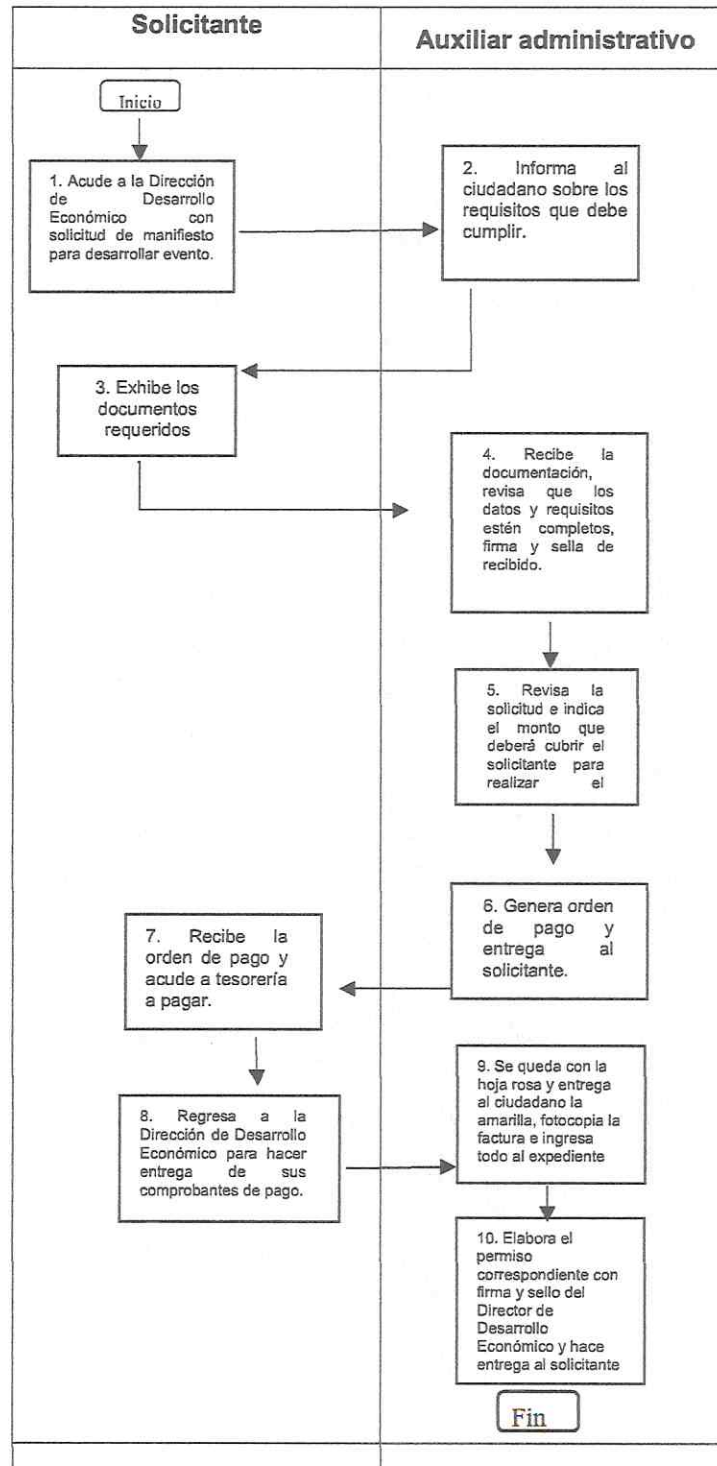 Solicitante
Auxiliar administrativo
Inicio
1. Acude a la Dirección
de Desarrollo
Económico con
solicitud de manifiesto
para desarrollar evento.
2. Informa al
ciudadano sobre los
requisitos que debe
cumplir.
3. Exhibe los
documentos
requeridos
4. Recibe la
documentación,
revisa que los
datos y requisitos
estén completos,
firma y sella de
recibido.
5. Revisa la
solicitud e indica
el monto que
deberá cubrir el
solicitante para
realizar el
6. Genera orden
de pago y
entrega al
solicitante.
7. Recibe la
orden de pago y
acude a tesorería
a pagar.
8. Regresa a la
Dirección de Desarrollo
Económico para hacer
entrega de sus
comprobantes de pago.
9. Se queda con la
hoja rosa y entrega
al ciudadano la
amarilla, fotocopia la
factura e ingresa
todo al expediente
10. Elabora el
permiso
correspondiente con
firma y sello del
Director de
Desarrollo
Económico y hace
entrega al solicitante
Fin